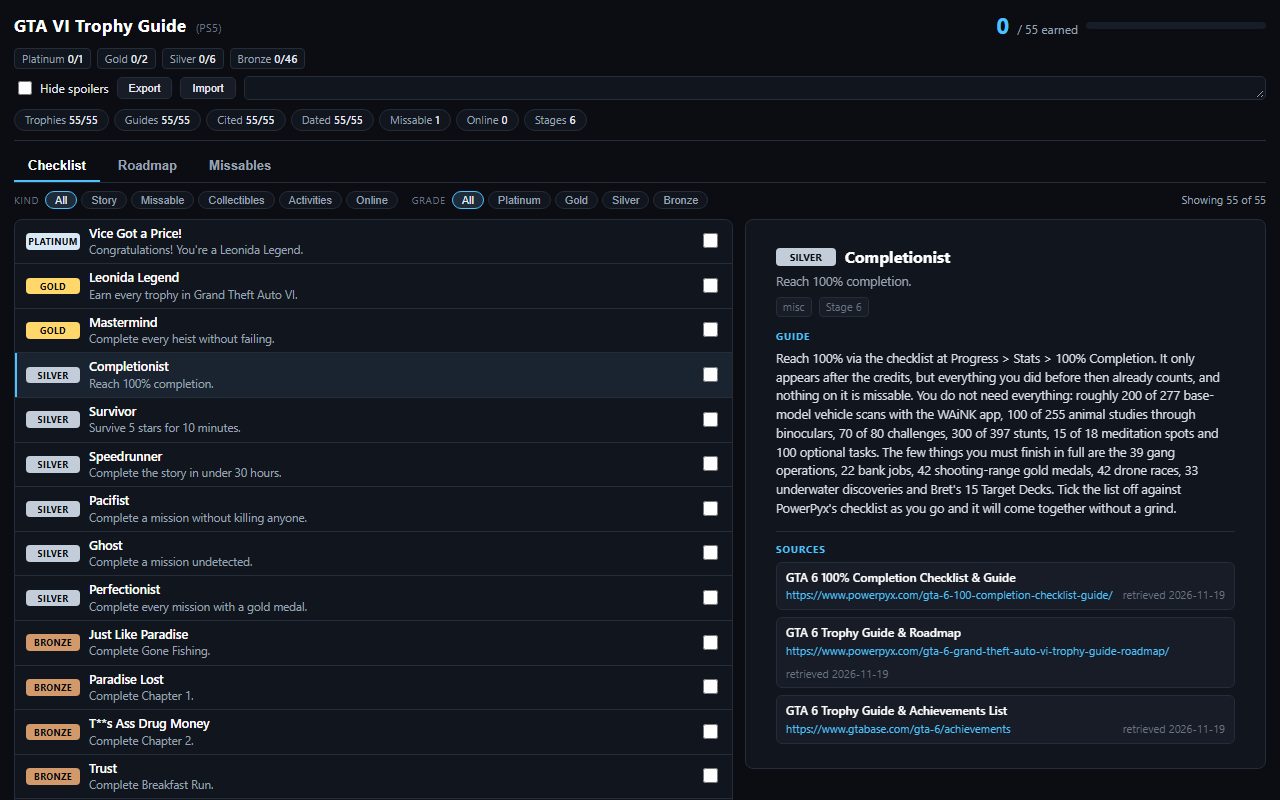 GTA VI Trophy Guide (PS5)
0 / 55 earned
Platinum 0/1 Gold 0/2 Silver 0/6 Bronze 0/46
Hide spoilers Export Import
Trophies 55/55 Guides 55/55 Cited 55/55 Dated 55/55 Missable 1 Online 0 Stages 6
Checklist Roadmap Missables
KIND All Story Missable Collectibles Activities Online GRADE All Platinum Gold Silver Bronze Showing 55 of 55
PLATINUM Vice Got a Price!
Congratulations! You're a Leonida Legend.
GOLD Leonida Legend
Earn every trophy in Grand Theft Auto VI.
GOLD Mastermind
Complete every heist without failing.
SILVER Completionist
Reach 100% completion.
SILVER Survivor
Survive 5 stars for 10 minutes.
SILVER Speedrunner
Complete the story in under 30 hours.
SILVER Pacifist
Complete a mission without killing anyone.
SILVER Ghost
Complete a mission undetected.
SILVER Perfectionist
Complete every mission with a gold medal.
BRONZE Just Like Paradise
Complete Gone Fishing.
BRONZE Paradise Lost
Complete Chapter 1.
BRONZE T**s Ass Drug Money
Complete Chapter 2.
BRONZE Trust
Complete Breakfast Run.
SILVER Completionist
Reach 100% completion.
misc Stage 6
GUIDE
Reach 100% via the checklist at Progress > Stats > 100% Completion. It only
appears after the credits, but everything you did before then already counts, and
nothing on it is missable. You do not need everything: roughly 200 of 277 base-
model vehicle scans with the WAiNK app, 100 of 255 animal studies through
binoculars, 70 of 80 challenges, 300 of 397 stunts, 15 of 18 meditation spots and
100 optional tasks. The few things you must finish in full are the 39 gang
operations, 22 bank jobs, 42 shooting-range gold medals, 42 drone races, 33
underwater discoveries and Bret's 15 Target Decks. Tick the list off against
PowerPyx's checklist as you go and it will come together without a grind.
SOURCES
GTA 6 100% Completion Checklist & Guide
https://www.powerpyx.com/gta-6-100-completion-checklist-guide/ retrieved 2026-11-19
GTA 6 Trophy Guide & Roadmap
https://www.powerpyx.com/gta-6-grand-theft-auto-vi-trophy-guide-roadmap/
retrieved 2026-11-19
GTA 6 Trophy Guide & Achievements List
https://www.gtabase.com/gta-6/achievements retrieved 2026-11-19